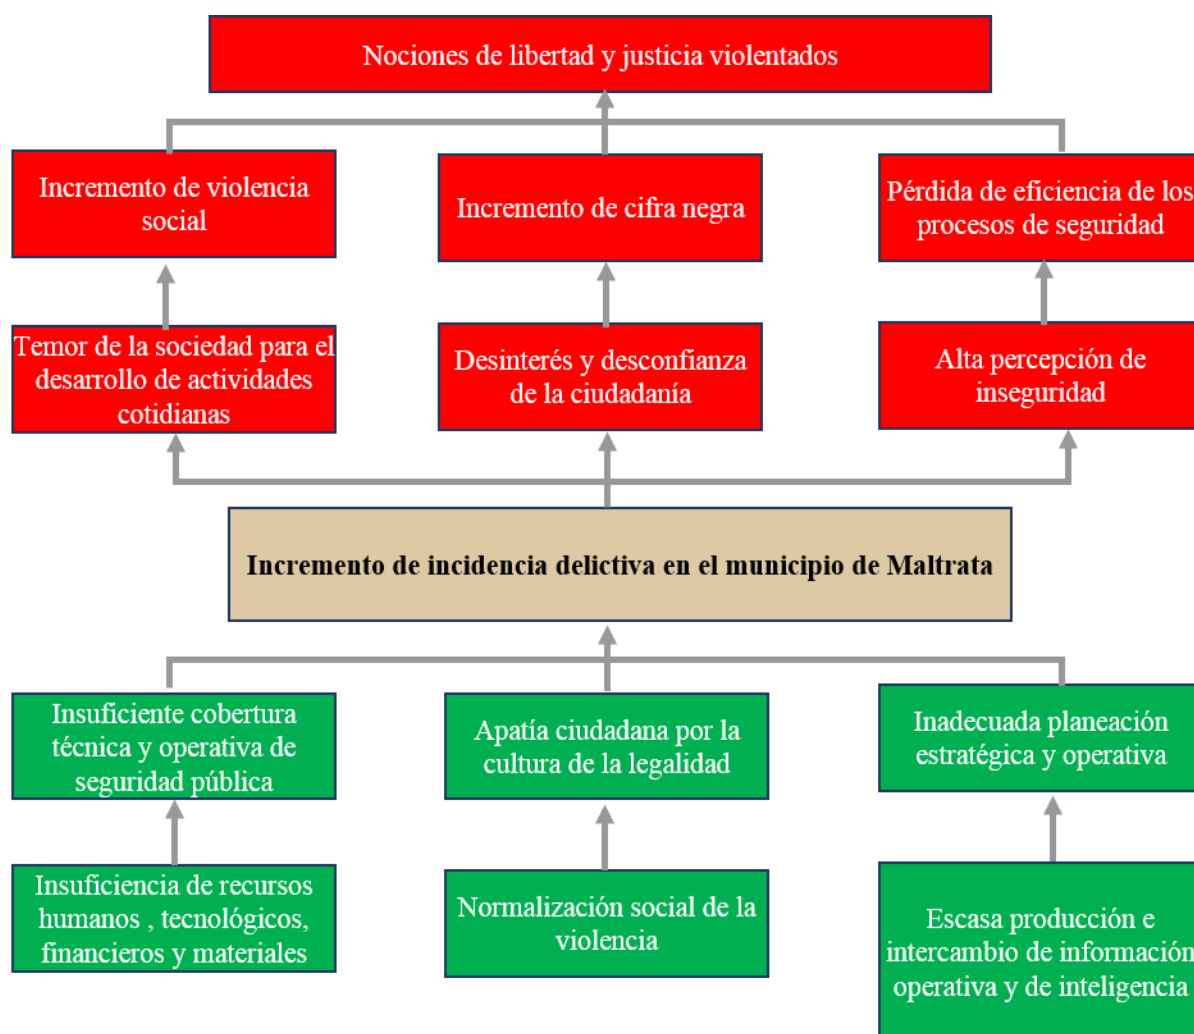 Nociones de libertad y justicia violentados
Incremento de violencia
social
Incremento de cifra negra
Pérdida de eficiencia de los
procesos de seguridad
Temor de la sociedad para el
desarrollo de actividades
cotidianas
Desinterés y desconfianza
de la ciudadanía
Alta percepción de
inseguridad
Incremento de incidencia delictiva en el municipio de Maltrata
Insuficiente cobertura
técnica y operativa de
seguridad pública
Apatía ciudadana por la
cultura de la legalidad
Inadecuada planeación
estratégica y operativa
Insuficiencia de recursos
humanos , tecnológicos,
financieros y materiales
Normalización social de la
violencia
Escasa producción e
intercambio de información
operativa y de inteligencia